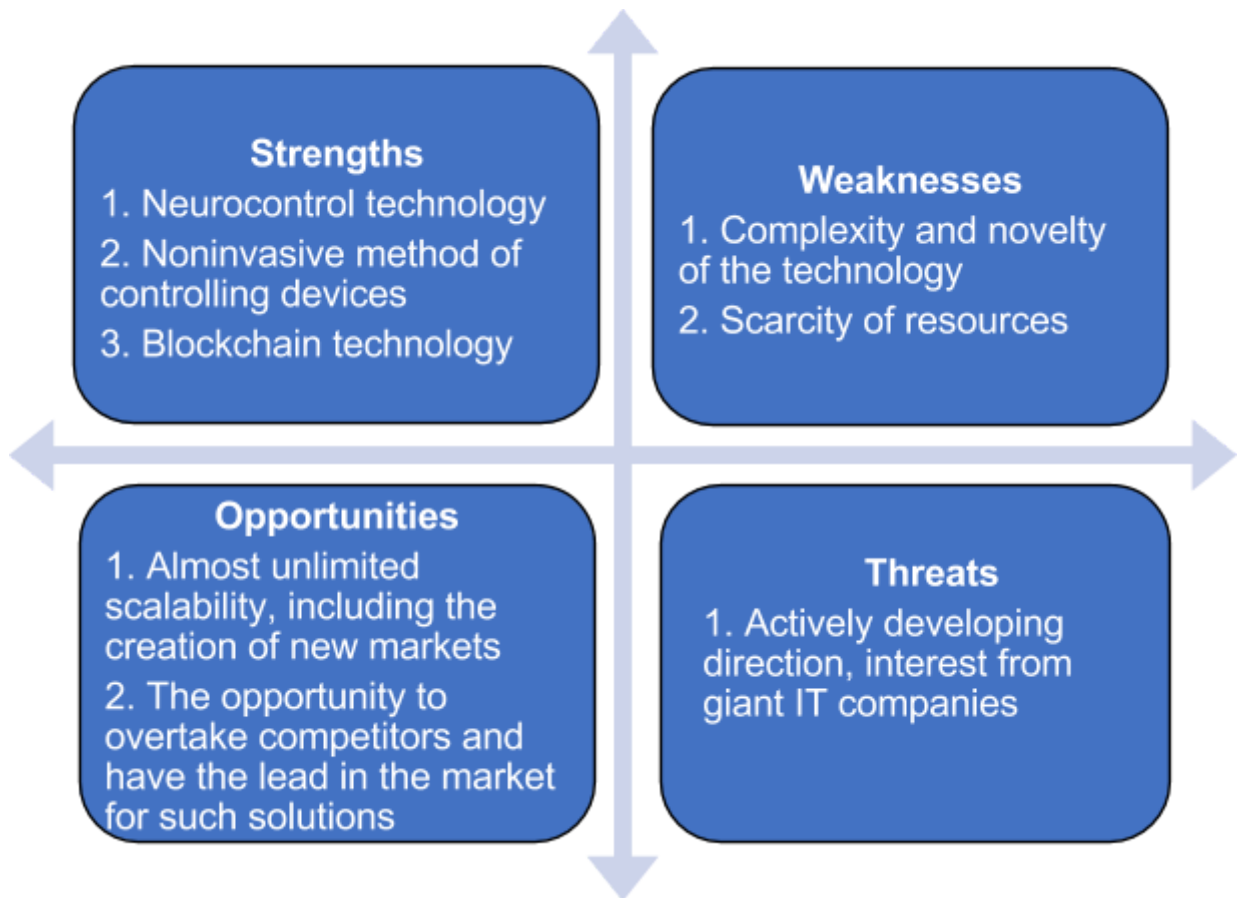 Strengths
1. Neurocontrol technology
2. Noninvasive method of
controlling devices
3. Blockchain technology
Weaknesses
1. Complexity and novelty
of the technology
2. Scarcity of resources
Opportunities
1. Almost unlimited
scalability, including the
creation of new markets
2. The opportunity to
overtake competitors and
have the lead in the market
for such solutions
Threats
1. Actively developing
direction, interest from
giant IT companies